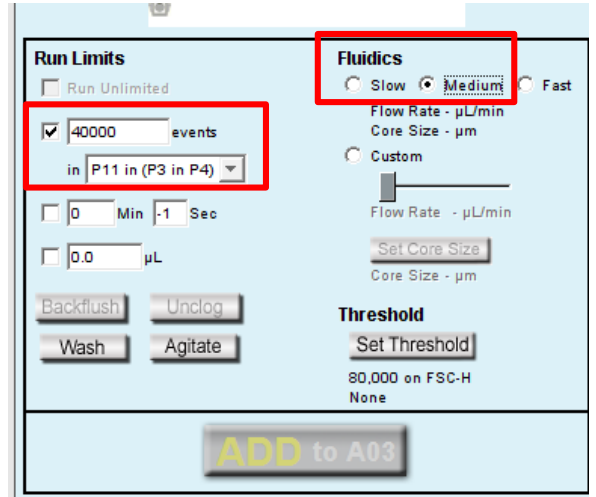 Run Limits
Run Unlimited
40000 events
in P11 in (P3 in P4)
0 Min -1 Sec
0.0 µL
Backflush Unclog
Wash Agitate
Fluidics
Slow Medium Fast
Flow Rate - µL/min
Core Size - µm
Custom
Flow Rate - µL/min
Set Core Size
Core Size - µm
Threshold
Set Threshold
80,000 on FSC-H
None
ADD to A03